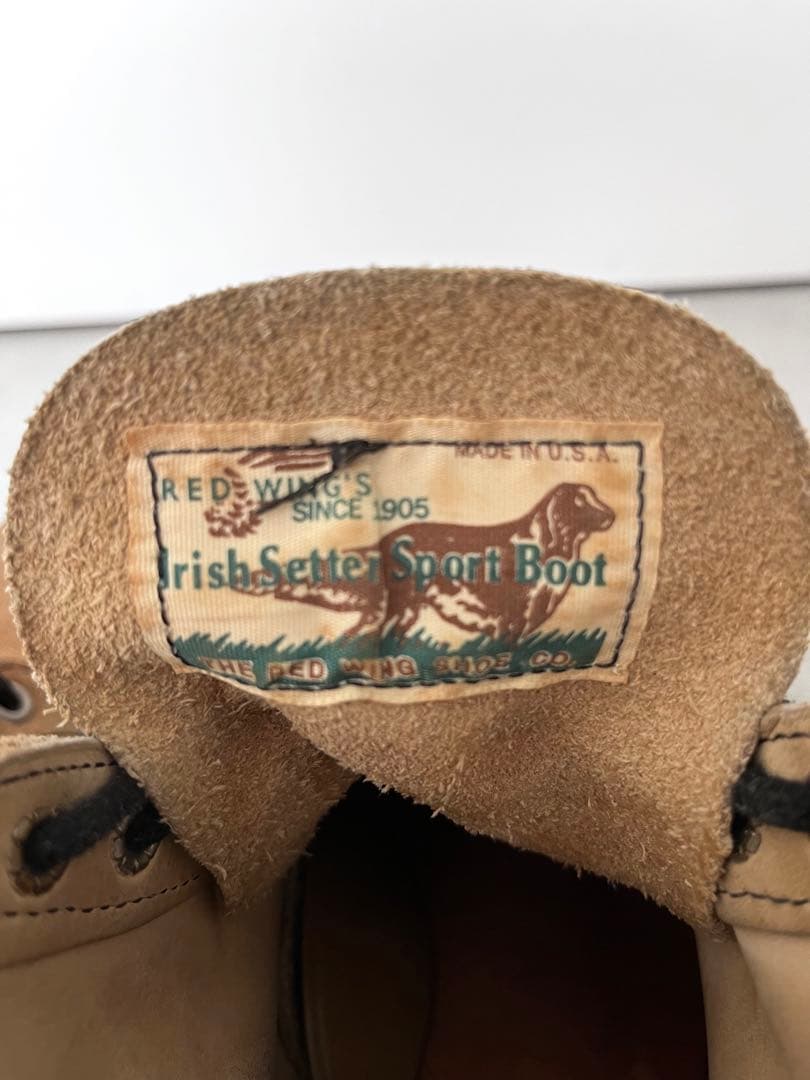 MADE IN U.S.A.
RED WING'S
SINCE 1905
Irish Setter Sport Boot
THE RED WING SHOE CO.